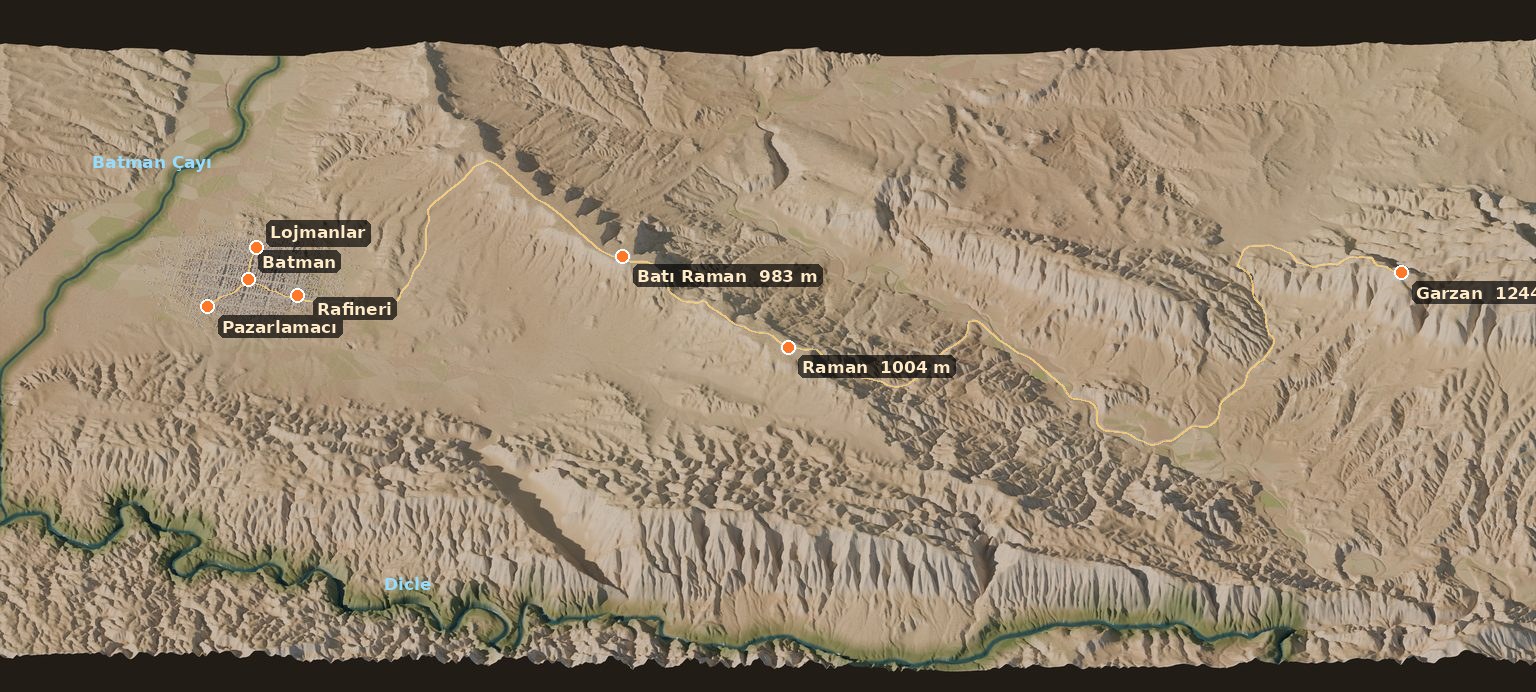 Batman Çayı
Lojmanlar
Batman
Rafineri
Pazarlamacı
Batı Raman 983 m
Raman 1004 m
Garzan 1244
Dicle